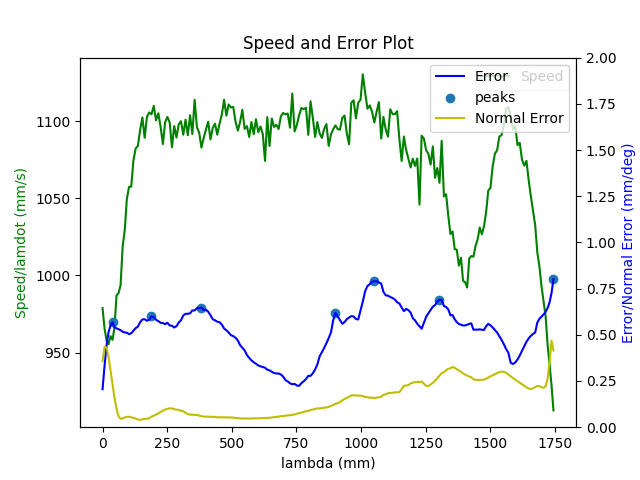 Speed and Error Plot
Speed/lamdot (mm/s)
1100
1050
1000
950
Error
Speed
peaks
Normal Error
2.00
1.75
1.50
1.25
1.00
0.75
0.50
0.25
0.00
Error/Normal Error (mm/deg)
0 250 500 750 1000 1250 1500 1750
lambda (mm)